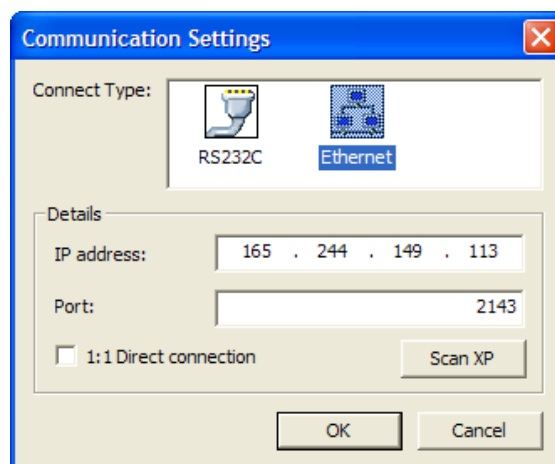 Communication Settings
Connect Type:
RS232C Ethernet
Details
IP address: 165 . 244 . 149 . 113
Port: 2143
1:1 Direct connection Scan XP
OK Cancel